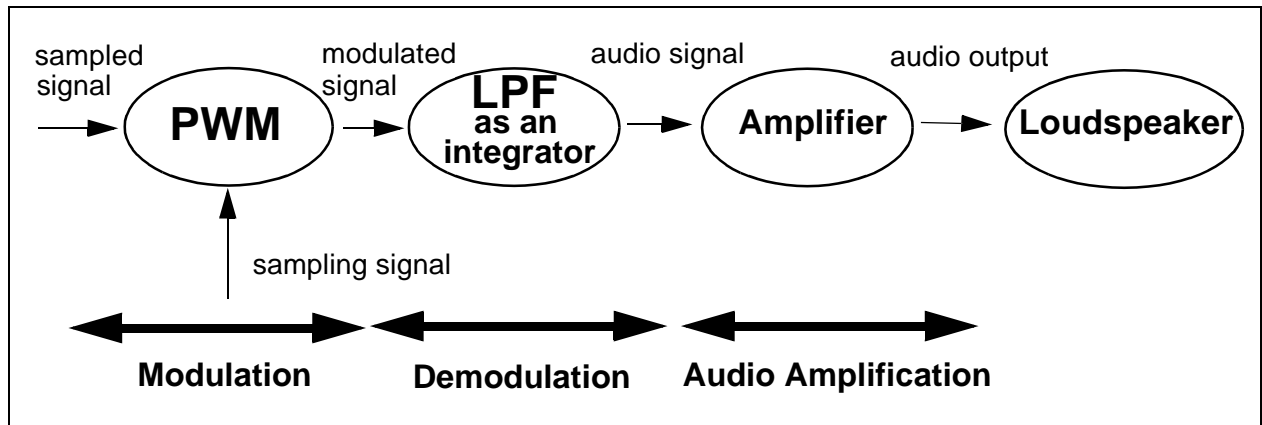 sampled
signal
PWM
modulated
signal
LPF
as an
integrator
audio signal
Amplifier
audio output
Loudspeaker
sampling signal
Modulation
Demodulation
Audio Amplification